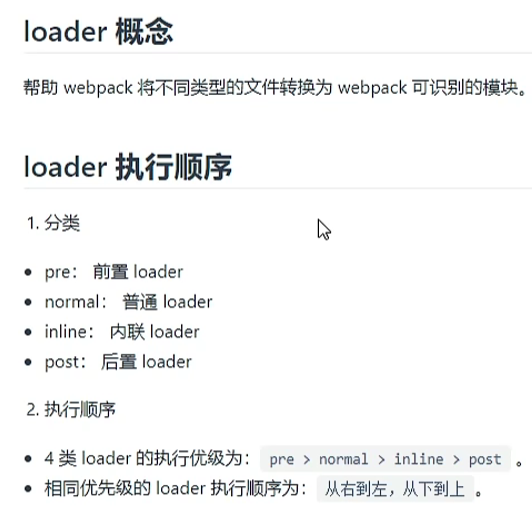 loader 概念
帮助 webpack 将不同类型的文件转换为 webpack 可识别的模块。
loader 执行顺序
1. 分类
• pre： 前置 loader
• normal： 普通 loader
• inline： 内联 loader
• post： 后置 loader
2. 执行顺序
• 4 类 loader 的执行优级为： pre > normal > inline > post 。
• 相同优先级的 loader 执行顺序为： 从右到左，从下到上 。